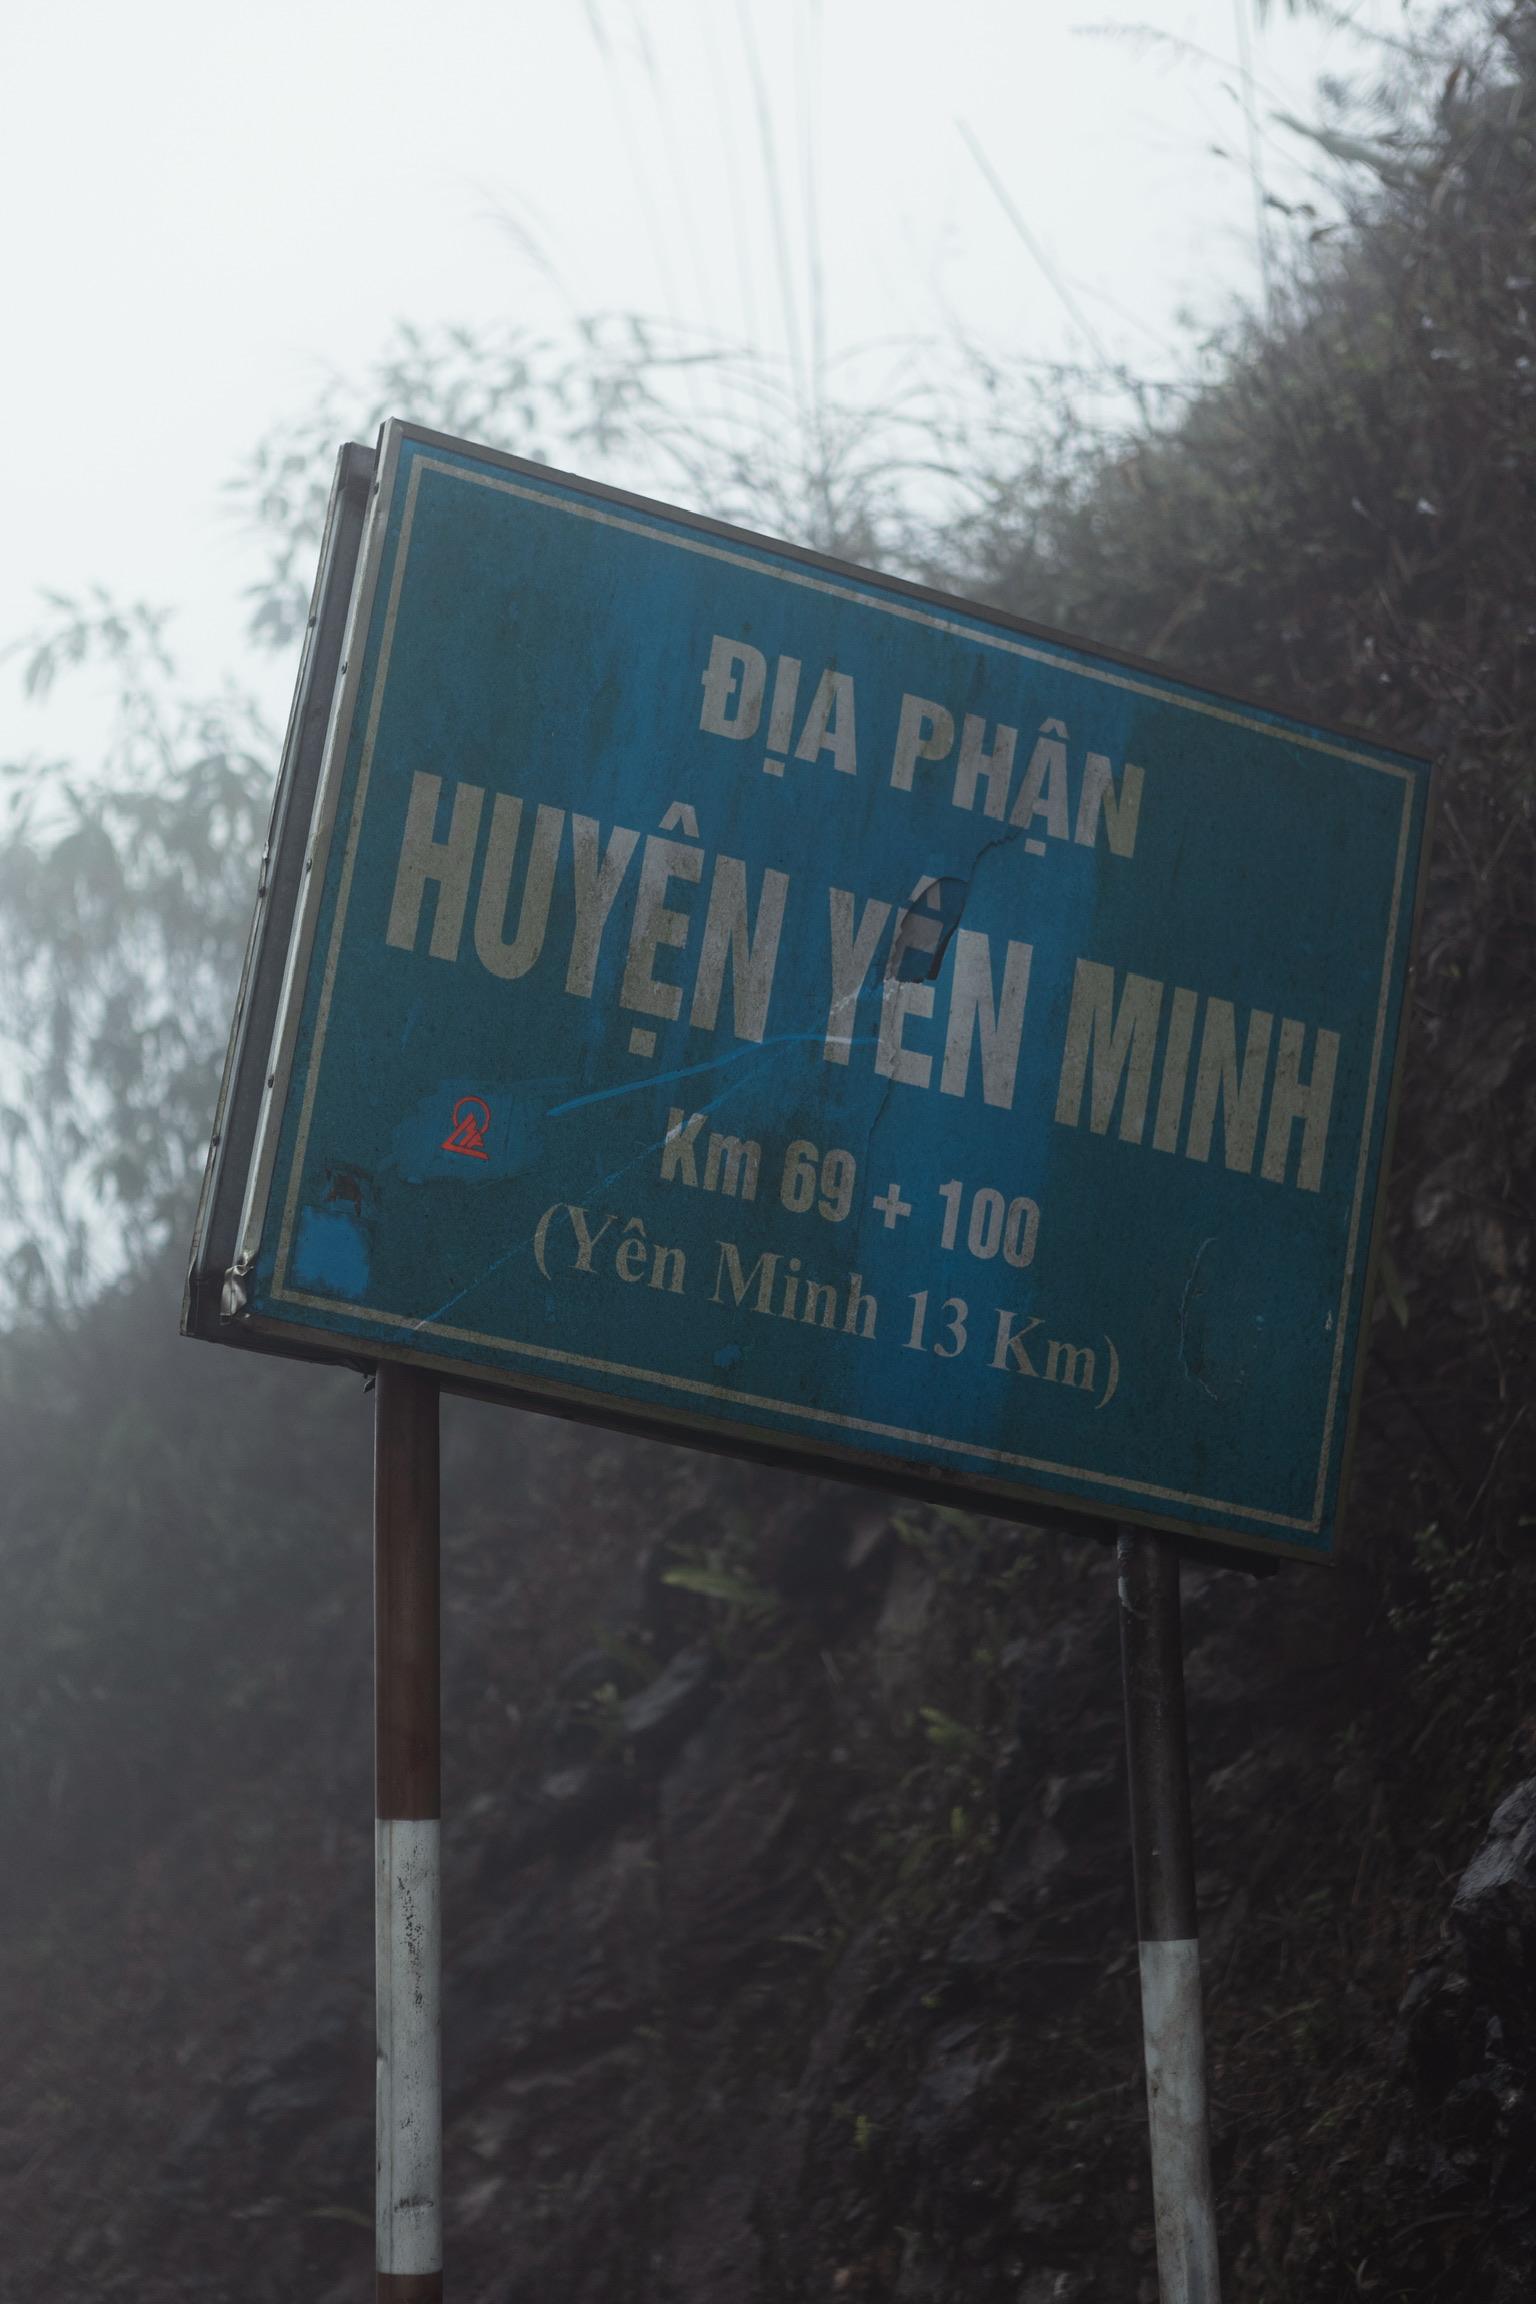 ĐỊA PHẬN
HUYỆN YÊN MINH
Km 69 + 100
(Yên Minh 13 Km)